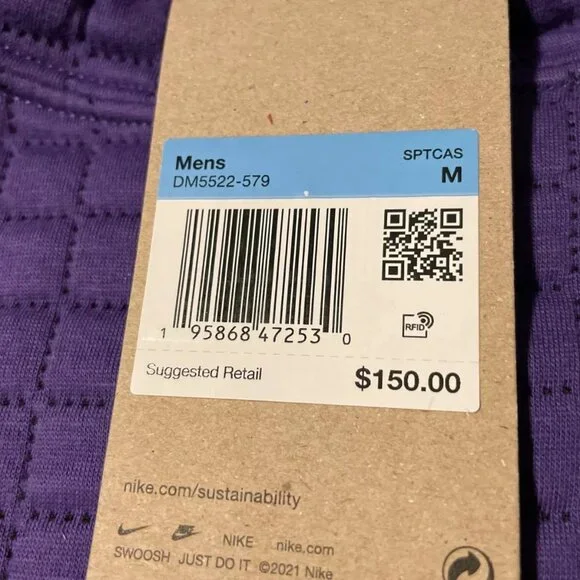 Mens SPTCAS
DM5522-579 M
1 95868 47253 0
RFID
Suggested Retail $150.00
nike.com/sustainability
NIKE nike.com
SWOOSH JUST DO IT ©2021 Nike